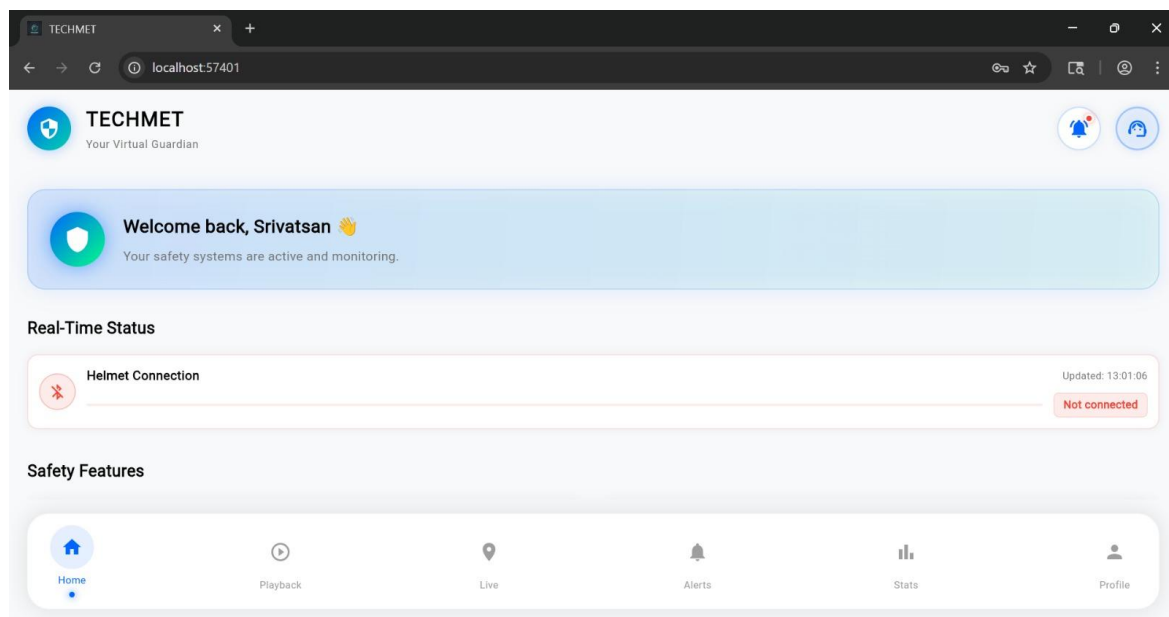 TECHMET
localhost:57401
TECHMET
Your Virtual Guardian
Welcome back, Srivatsan 👋
Your safety systems are active and monitoring.
Real-Time Status
Helmet Connection
Updated: 13:01:06
Not connected
Safety Features
Home
Playback
Live
Alerts
Stats
Profile